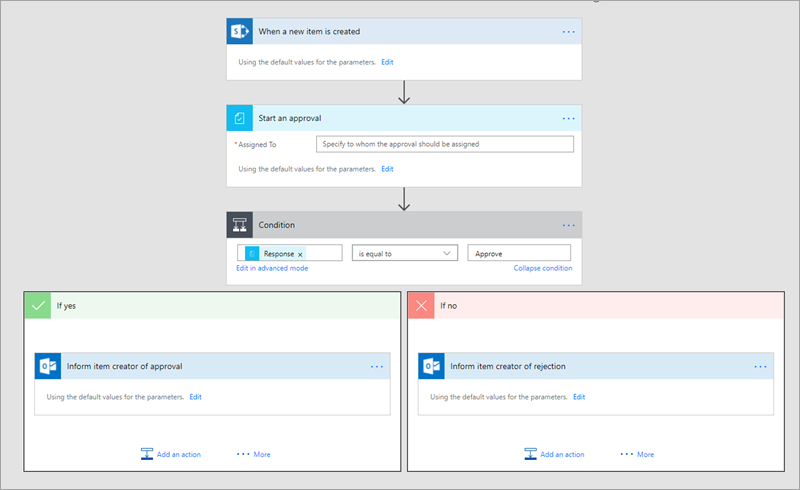 When a new item is created
Using the default values for the parameters. Edit
Start an approval
*Assigned To Specify to whom the approval should be assigned
Using the default values for the parameters. Edit
Condition
Response x is equal to Approve
Edit in advanced mode Collapse condition
If yes
Inform item creator of approval
Using the default values for the parameters. Edit
Add an action More
If no
Inform item creator of rejection
Using the default values for the parameters. Edit
Add an action More